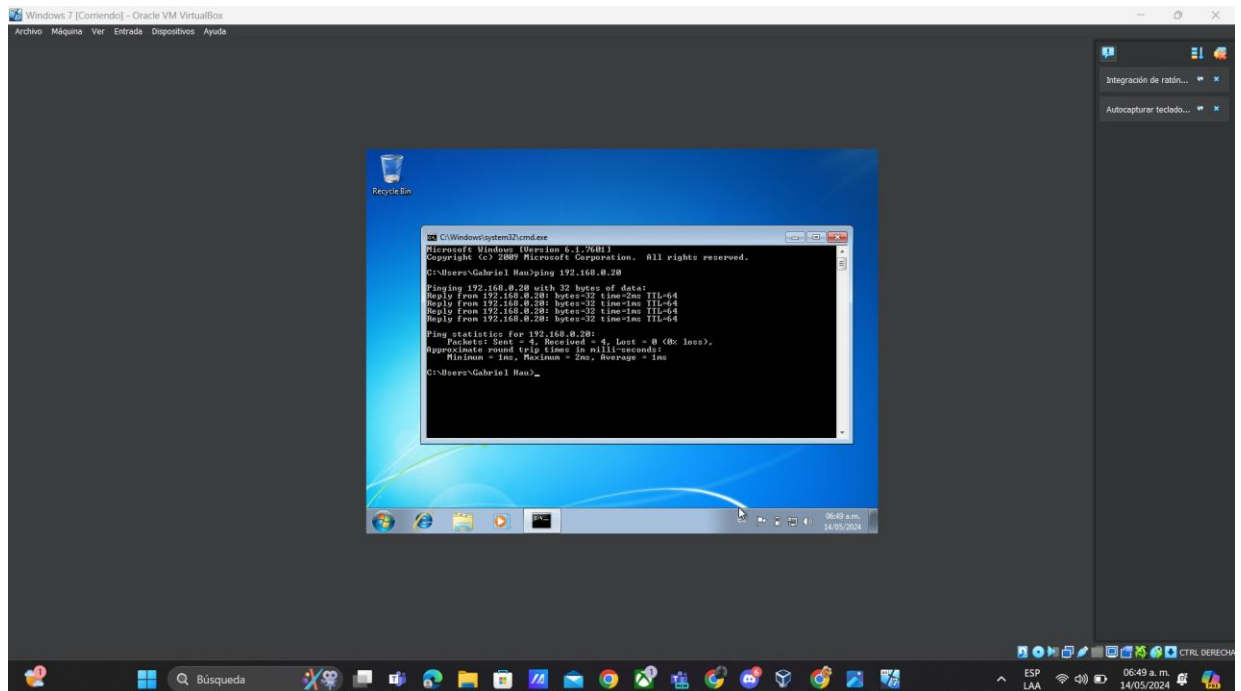 Windows 7 [Corriendo] - Oracle VM VirtualBox
Archivo Máquina Ver Entrada Dispositivos Ayuda
Integración de ratón...
Autocapturar teclado...
Recycle Bin
C:\Windows\system32\cmd.exe
Microsoft Windows [Version 6.1.7601]
Copyright (c) 2009 Microsoft Corporation. All rights reserved.
C:\Users\Gabriel Hau>ping 192.168.0.20
Pinging 192.168.0.20 with 32 bytes of data:
Reply from 192.168.0.20: bytes=32 time=2ms TTL=64
Reply from 192.168.0.20: bytes=32 time=1ms TTL=64
Reply from 192.168.0.20: bytes=32 time=1ms TTL=64
Reply from 192.168.0.20: bytes=32 time=1ms TTL=64
Ping statistics for 192.168.0.20:
Packets: Sent = 4, Received = 4, Lost = 0 (0% loss),
Approximate round trip times in milli-seconds:
Minimum = 1ms, Maximum = 2ms, Average = 1ms
C:\Users\Gabriel Hau>_
06:49 a.m.
14/05/2024
CTRL DERECHA
Búsqueda
ESP
LAA
06:49 a. m.
14/05/2024